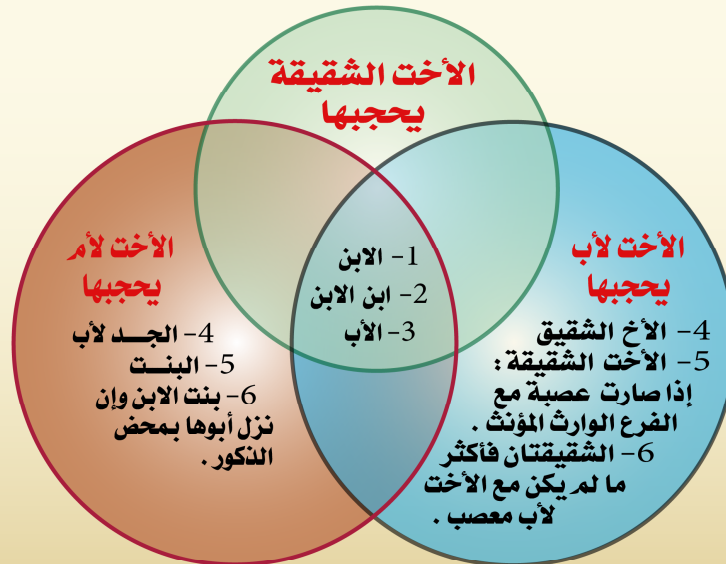 الأخت الشقيقة
يحجبها
1- الابن
2- ابن الابن
3- الأب
الأخت لأب
يحجبها
4- الأخ الشقيق
5- الأخت الشقيقة :
إذا صارت عصبة مع
الفرع الوارث المؤنث .
6- الشقيقتان فأكثر
ما لم يكن مع الأخت
لأب معصب .
الأخت لأم
يحجبها
4- الجــد لأب
5- البنــت
6- بنت الابن وإن
نزل أبوها بمحض
الذكور .